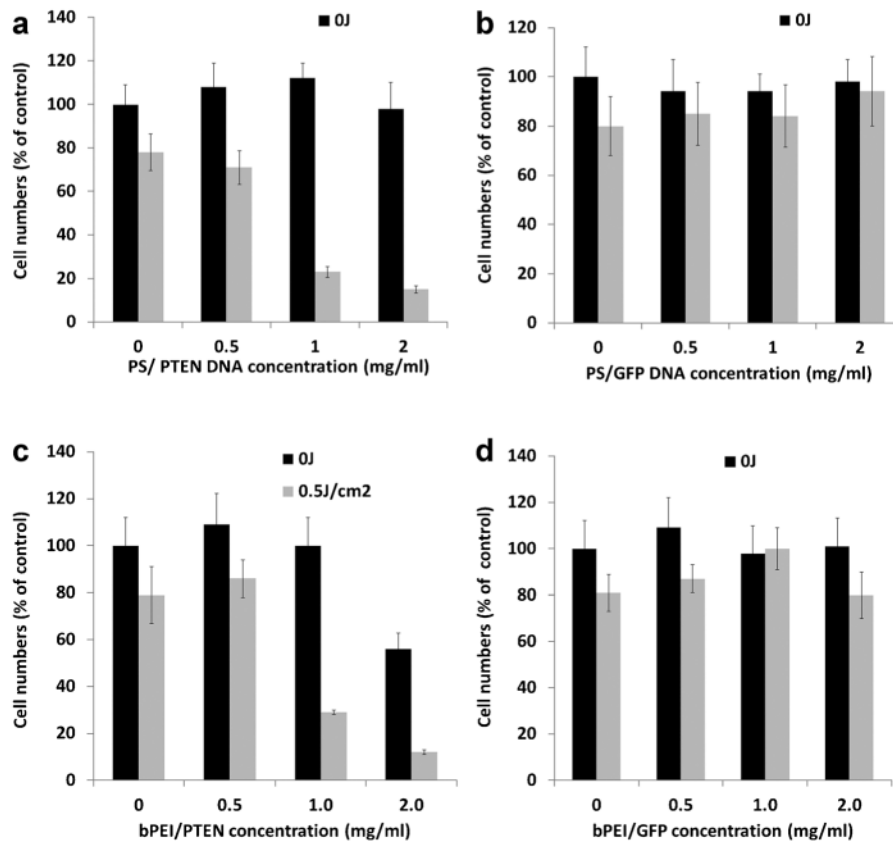 a
140
120
100
80
60
40
20
0
Cell numbers (% of control)
0J
0 0.5 1 2
PS/ PTEN DNA concentration (mg/ml)
b
120
100
80
60
40
20
0
Cell numbers (% of control)
0J
0 0.5 1 2
PS/GFP DNA concentration (mg/ml)
c
140
120
100
80
60
40
20
0
Cell numbers (% of control)
0J
0.5J/cm2
0 0.5 1.0 2.0
bPEI/PTEN concentration (mg/ml)
d
140
120
100
80
60
40
20
0
Cell numbers (% of control)
0J
0 0.5 1.0 2.0
bPEI/GFP concentration (mg/ml)